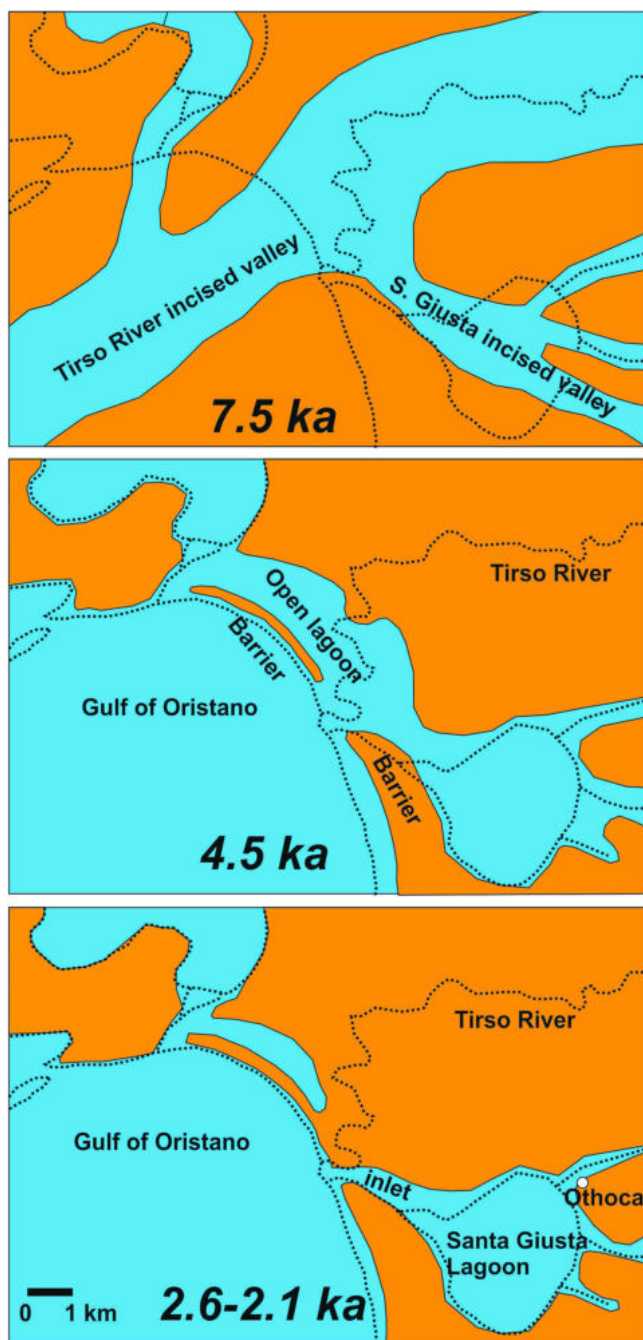 Tirso River incised valley
S. Giusta incised valley
7.5 ka
Open lagoon
Tirso River
Barrier
Gulf of Oristano
Barrier
4.5 ka
Tirso River
Gulf of Oristano
inlet
Othoca
Santa Giusta
Lagoon
0 1 km
2.6-2.1 ka